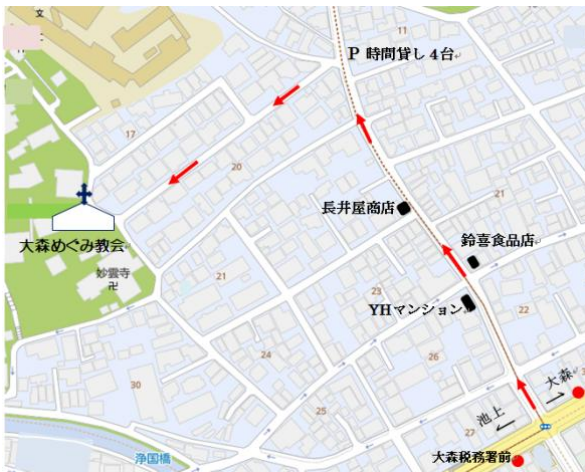 文
11
P 時間貸し 4台
17
20
長井屋商店
21
大森めぐみ教会
鈴喜食品店
妙雲寺
卍
21
23
YHマンション
22
24
26
30
大森
25
池上
27
浄国橋
大森税務署前